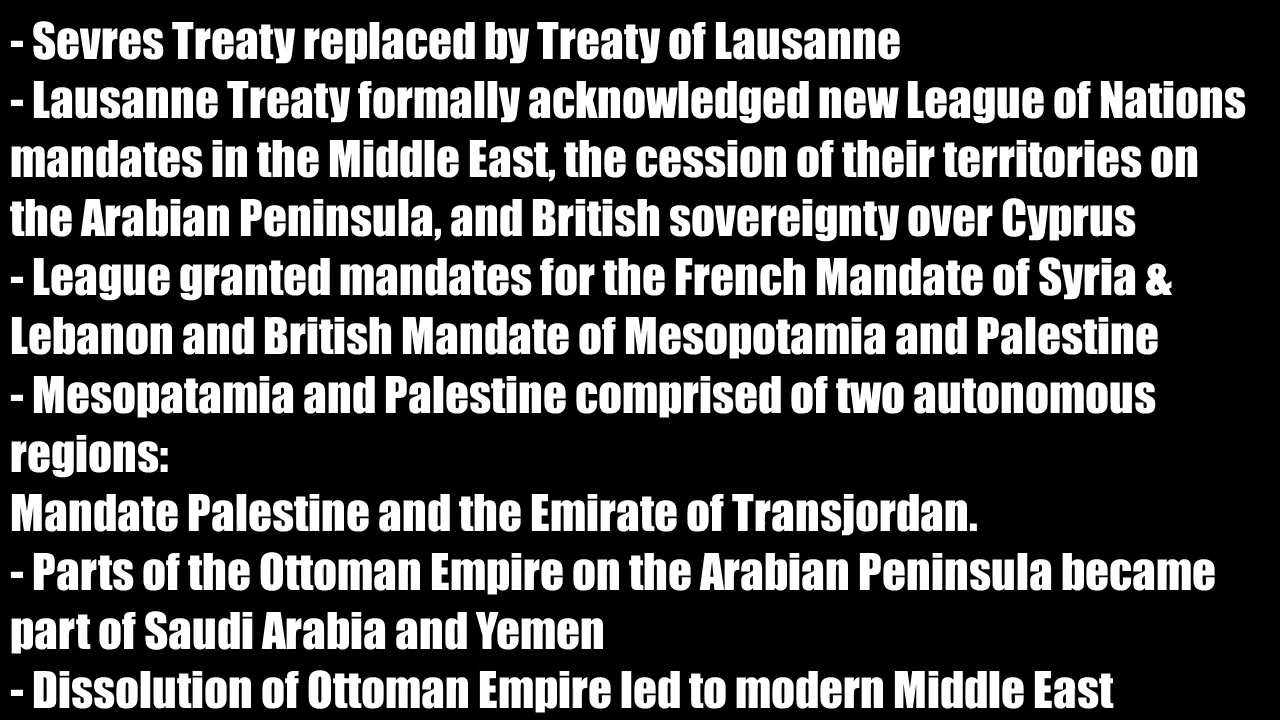 - Sevres Treaty replaced by Treaty of Lausanne
- Lausanne Treaty formally acknowledged new League of Nations
mandates in the Middle East, the cession of their territories on
the Arabian Peninsula, and British sovereignty over Cyprus
- League granted mandates for the French Mandate of Syria &
Lebanon and British Mandate of Mesopotamia and Palestine
- Mesopatamia and Palestine comprised of two autonomous
regions:
Mandate Palestine and the Emirate of Transjordan.
- Parts of the Ottoman Empire on the Arabian Peninsula became
part of Saudi Arabia and Yemen
- Dissolution of Ottoman Empire led to modern Middle East